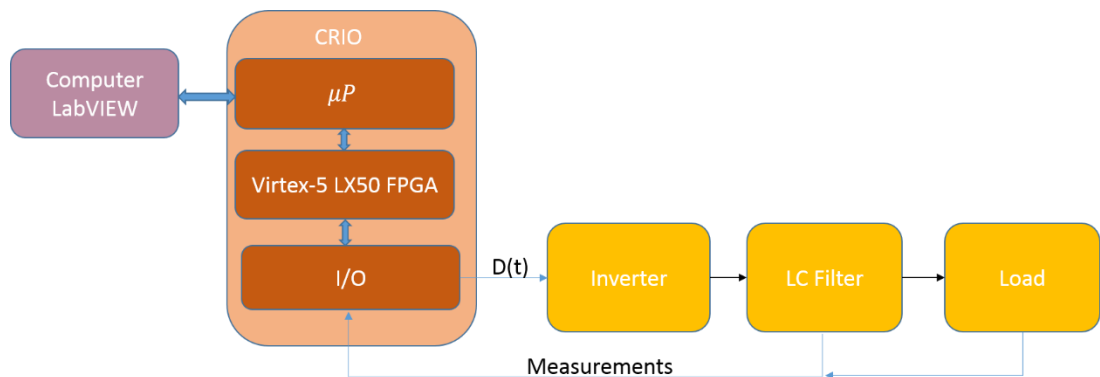 CRIO
Computer
LabVIEW
μP
Virtex-5 LX50 FPGA
I/O
D(t)
Inverter
LC Filter
Load
Measurements